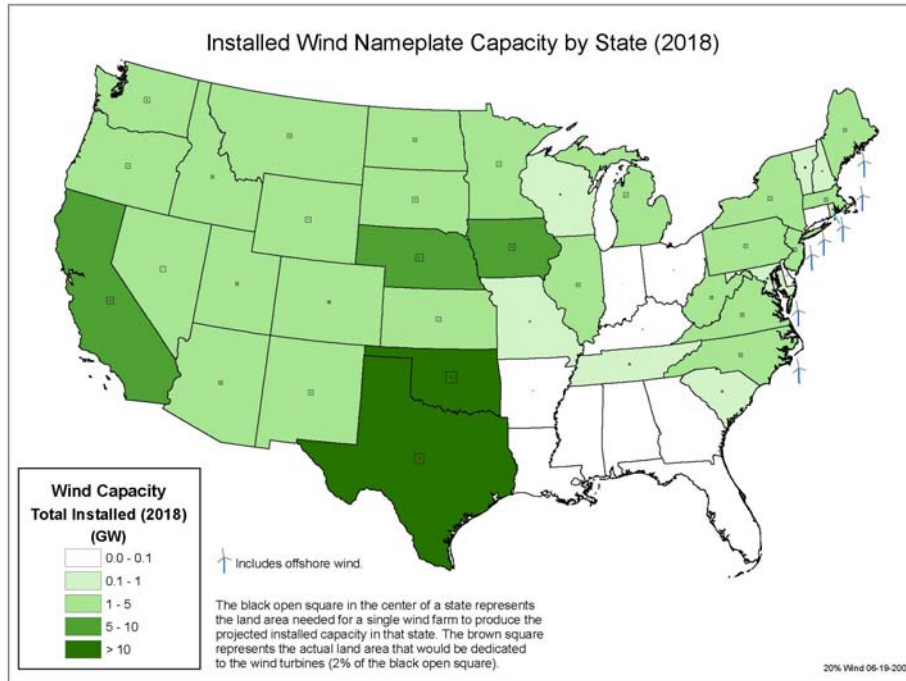 Installed Wind Nameplate Capacity by State (2018)
Wind Capacity
Total Installed (2018)
(GW)
0.0 - 0.1
0.1 - 1
1 - 5
5 - 10
> 10
Includes offshore wind.
The black open square in the center of a state represents
the land area needed for a single wind farm to produce the
projected installed capacity in that state. The brown square
represents the actual land area that would be dedicated
to the wind turbines (2% of the black open square).
20% Wind 06-19-200